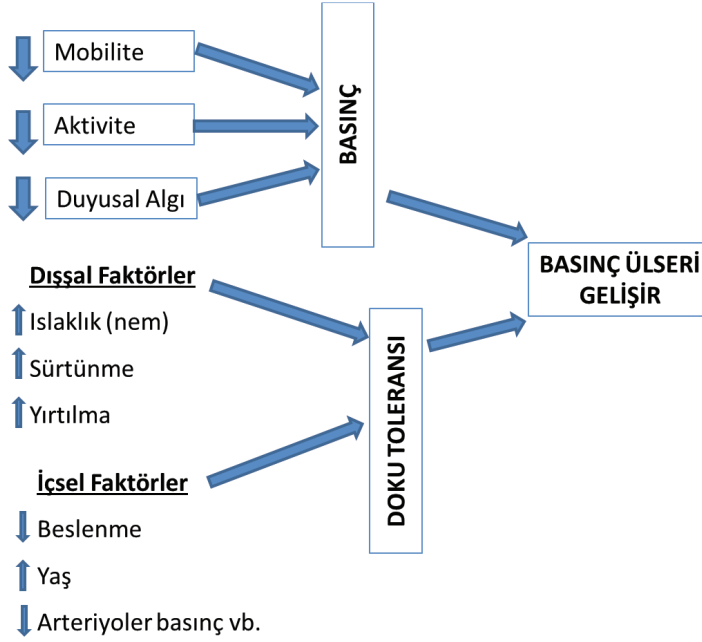 Mobilite
Aktivite
Duyusal Algı
BASINÇ
Dışsal Faktörler
Islaklık (nem)
Sürtünme
Yırtılma
İçsel Faktörler
Beslenme
Yaş
Arteriyoler basınç vb.
DOKU TOLERANSI
BASINÇ ÜLSERİ
GELİŞİR